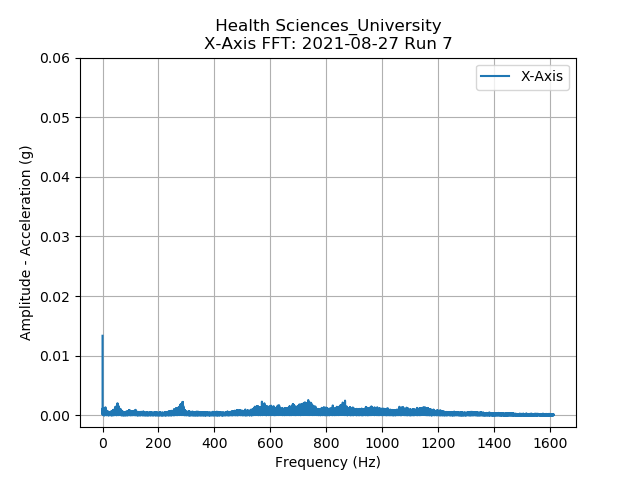 Health Sciences_University
X-Axis FFT: 2021-08-27 Run 7
X-Axis
0.06
0.05
0.04
0.03
0.02
0.01
0.00
Amplitude - Acceleration (g)
0 200 400 600 800 1000 1200 1400 1600
Frequency (Hz)